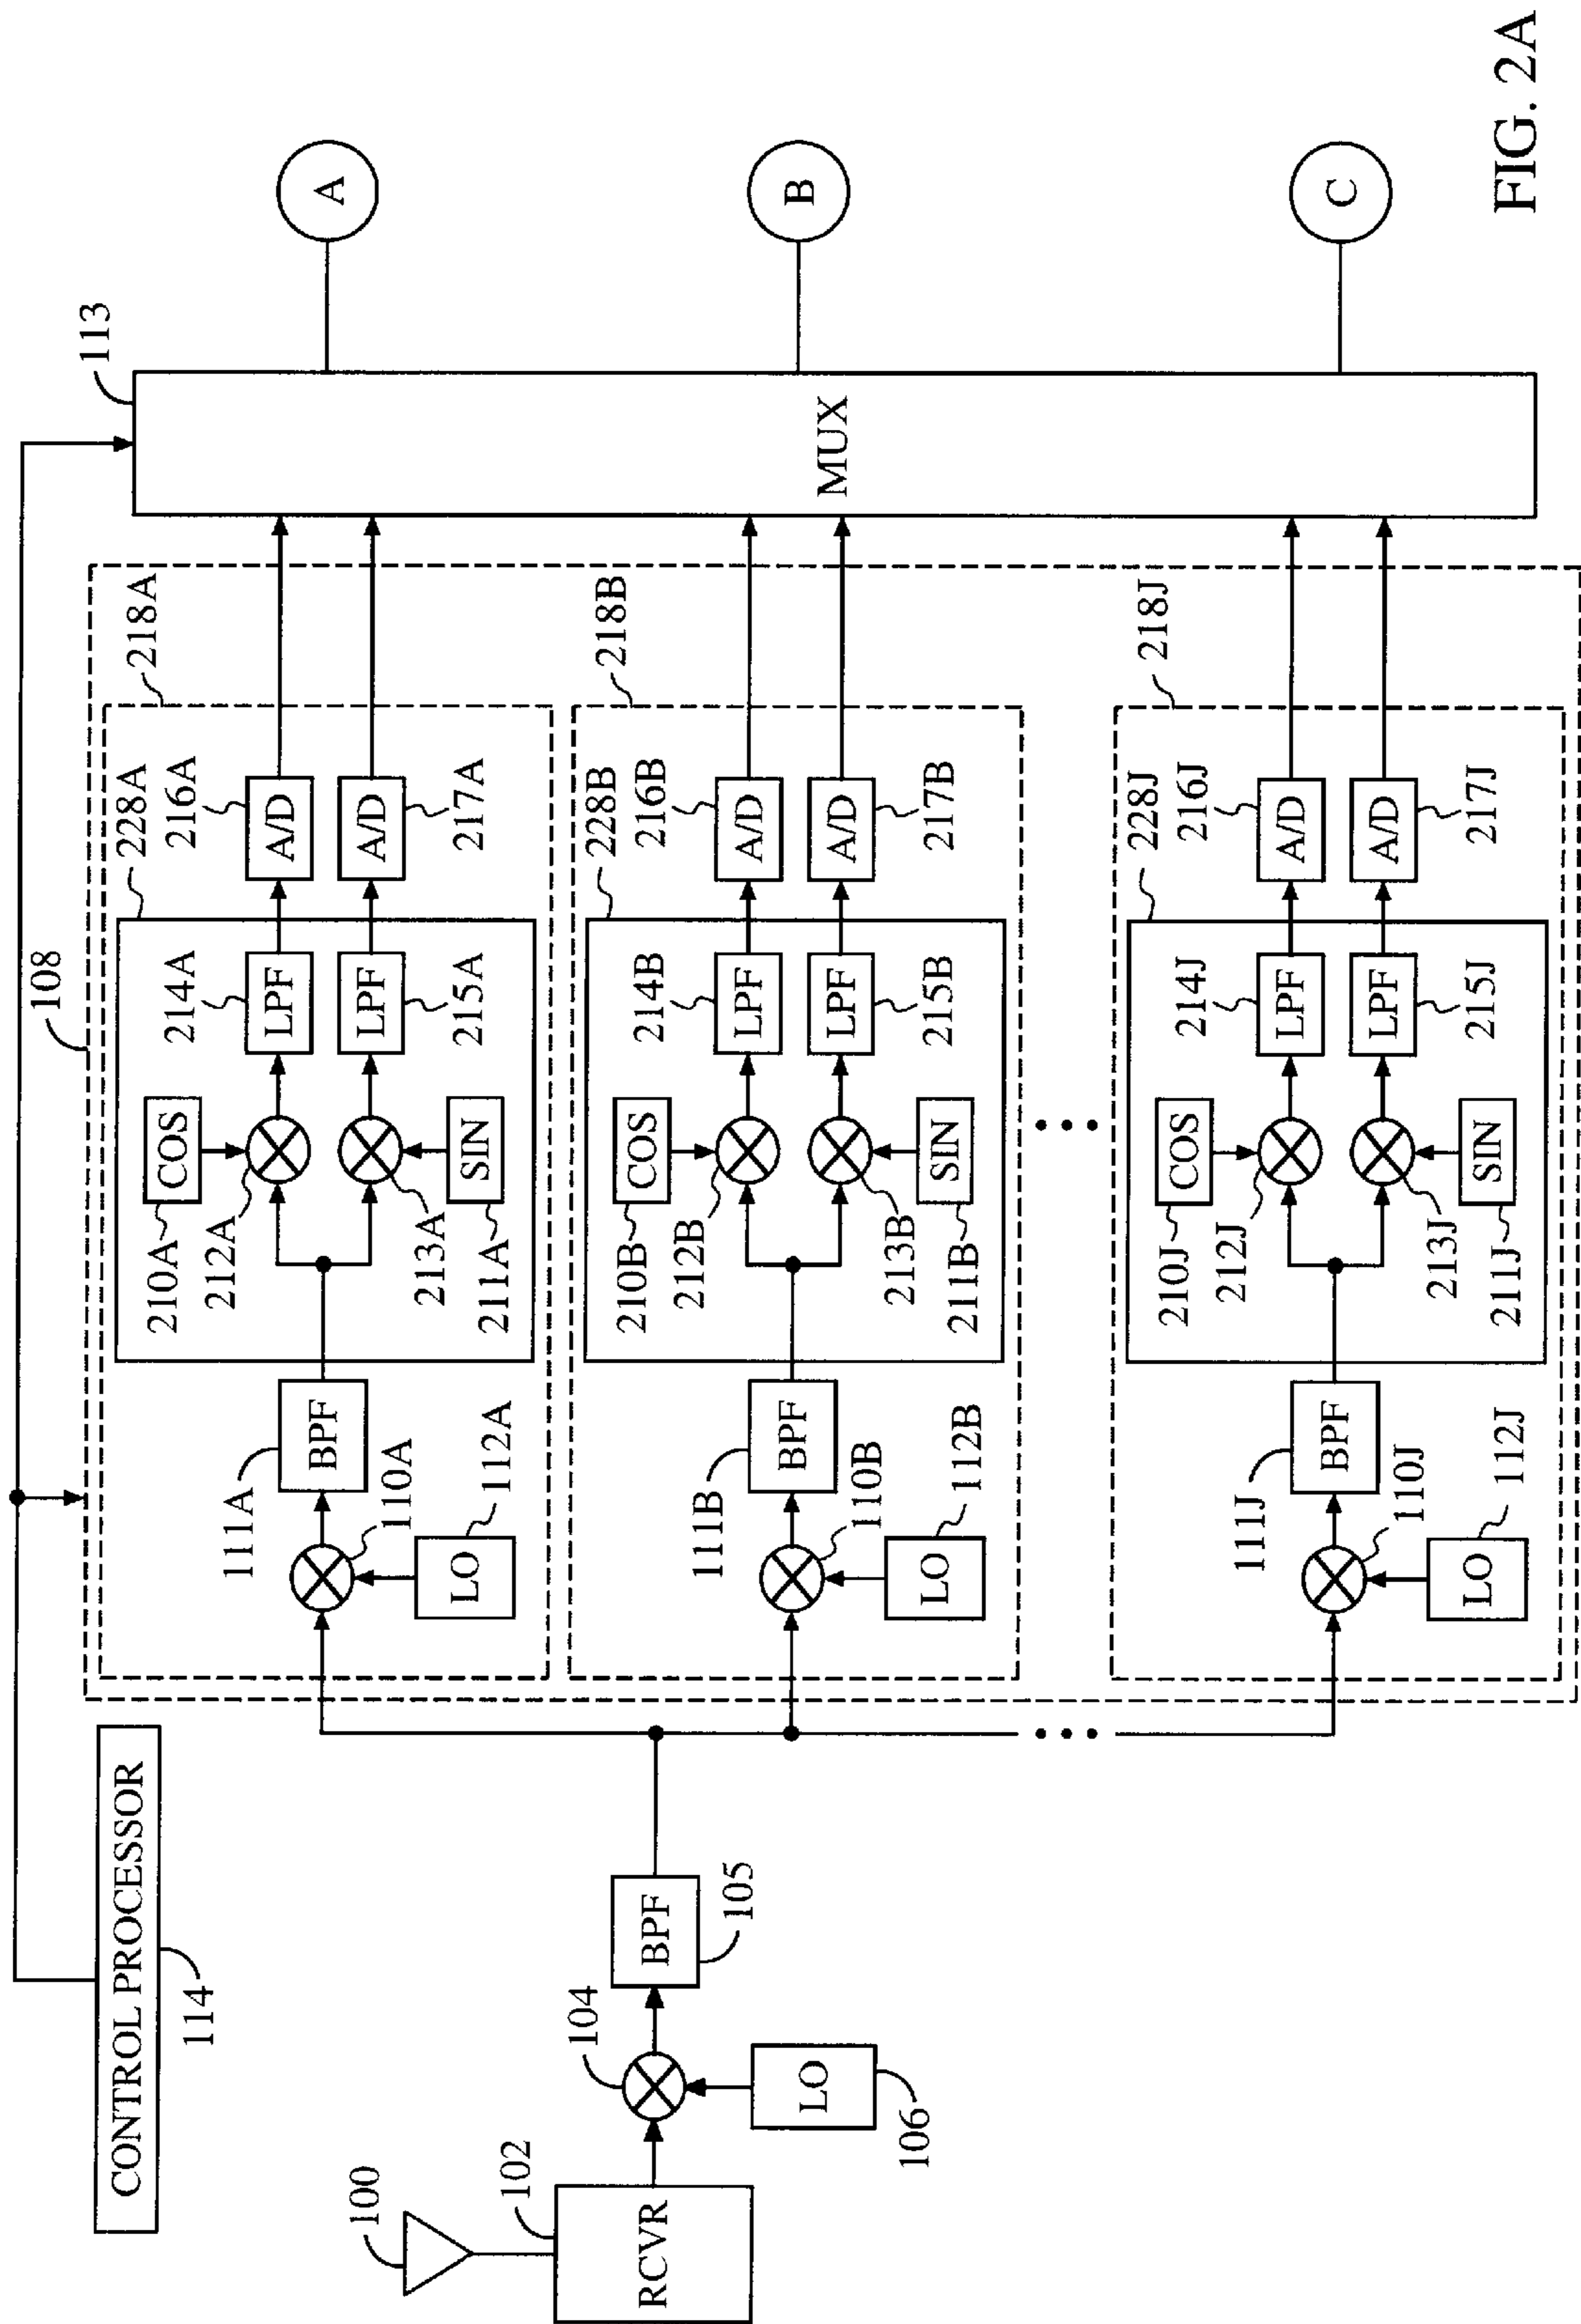 CONTROL PROCESSOR
114
108
113
218A
228A
216A
214A
210A
COS
LPF
A/D
212A
111A
BPF
110A
LO
112A
LPF
A/D
217A
215A
213A
SIN
211A
A
218B
228B
216B
214B
210B
COS
LPF
A/D
212B
111B
BPF
110B
LO
112B
LPF
A/D
217B
215B
213B
SIN
211B
MUX
B
100
102
RCVR
104
LO
106
BPF
105
218J
228J
216J
214J
210J
COS
LPF
A/D
212J
111J
BPF
110J
LO
112J
LPF
A/D
217J
215J
213J
SIN
211J
C
FIG. 2A